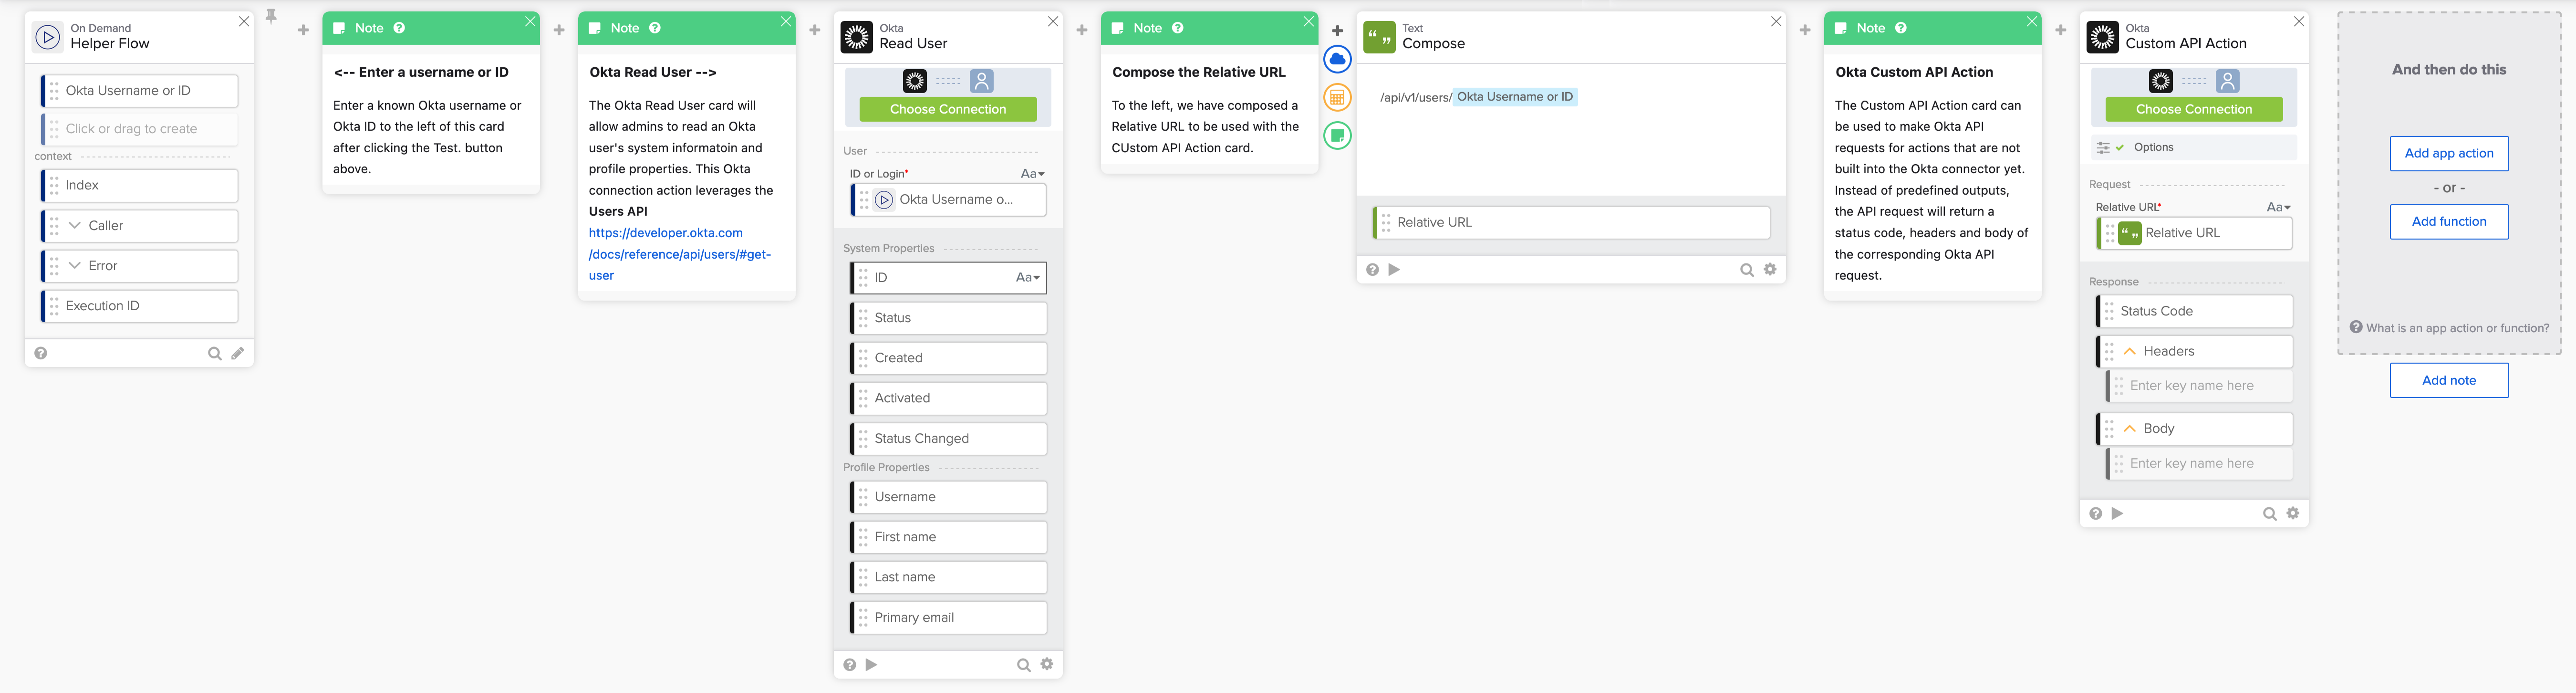 On Demand
Helper Flow
Okta Username or ID
Click or drag to create
context
Index
Caller
Error
Execution ID
Note
<-- Enter a username or ID
Enter a known Okta username or
Okta ID to the left of this card
after clicking the Test. button
above.
Note
Okta Read User -->
The Okta Read User card will
allow admins to read an Okta
user's system informatoin and
profile properties. This Okta
connection action leverages the
Users API
https://developer.okta.com
/docs/reference/api/users/#get-
user
Okta
Read User
Choose Connection
User
ID or Login*
Aa
Okta Username o...
System Properties
ID
Aa
Status
Created
Activated
Status Changed
Profile Properties
Username
First name
Last name
Primary email
Note
Compose the Relative URL
To the left, we have composed a
Relative URL to be used with the
CUstom API Action card.
Text
Compose
/api/v1/users/ Okta Username or ID
Relative URL
Note
Okta Custom API Action
The Custom API Action card can
be used to make Okta API
requests for actions that are not
built into the Okta connector yet.
Instead of predefined outputs,
the API request will return a
status code, headers and body of
the corresponding Okta API
request.
Okta
Custom API Action
Choose Connection
Options
Request
Relative URL*
Aa
Relative URL
Response
Status Code
Headers
Enter key name here
Body
Enter key name here
And then do this
Add app action
- or -
Add function
What is an app action or function?
Add note